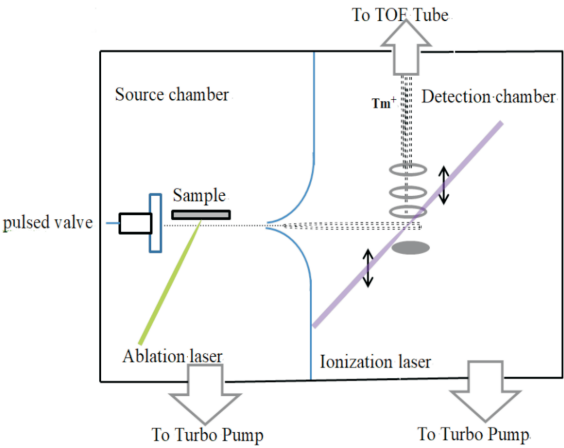 To TOF Tube
Source chamber
Tm+
Detection chamber
Sample
pulsed valve
Ablation laser
Ionization laser
To Turbo Pump
To Turbo Pump